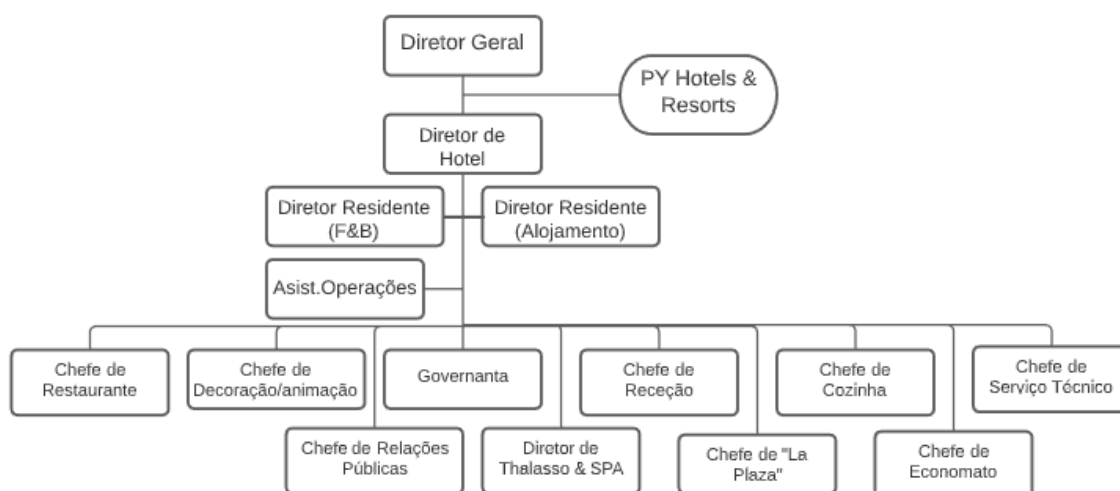 Diretor Geral
PY Hotels &
Resorts
Diretor de
Hotel
Diretor Residente
(F&B)
Diretor Residente
(Alojamento)
Asist.Operações
Chefe de
Restaurante
Chefe de
Decoração/animação
Governanta
Chefe de
Receção
Chefe de
Cozinha
Chefe de
Serviço Técnico
Chefe de Relações
Públicas
Diretor de
Thalasso & SPA
Chefe de "La
Plaza"
Chefe de
Economato